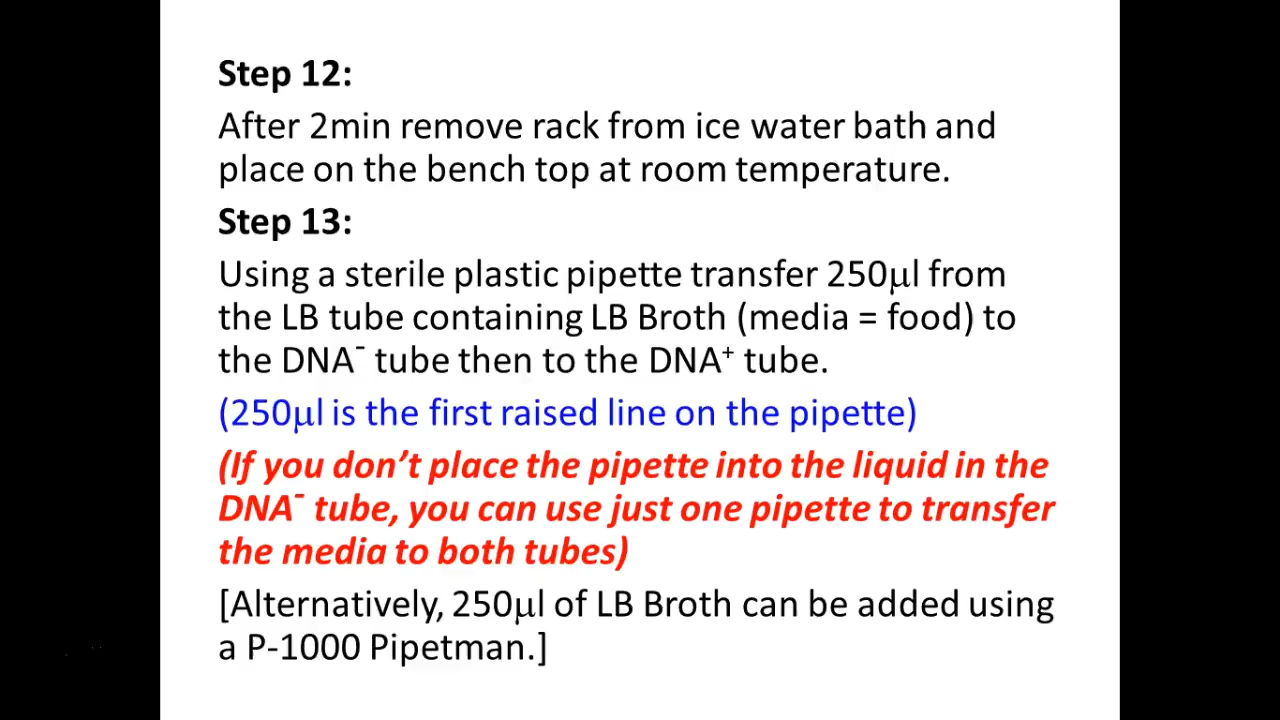 Step 12:
After 2min remove rack from ice water bath and
place on the bench top at room temperature.
Step 13:
Using a sterile plastic pipette transfer 250μl from
the LB tube containing LB Broth (media = food) to
the DNA⁻ tube then to the DNA⁺ tube.
(250μl is the first raised line on the pipette)
(If you don’t place the pipette into the liquid in the
DNA⁻ tube, you can use just one pipette to transfer
the media to both tubes)
[Alternatively, 250μl of LB Broth can be added using
a P-1000 Pipetman.]